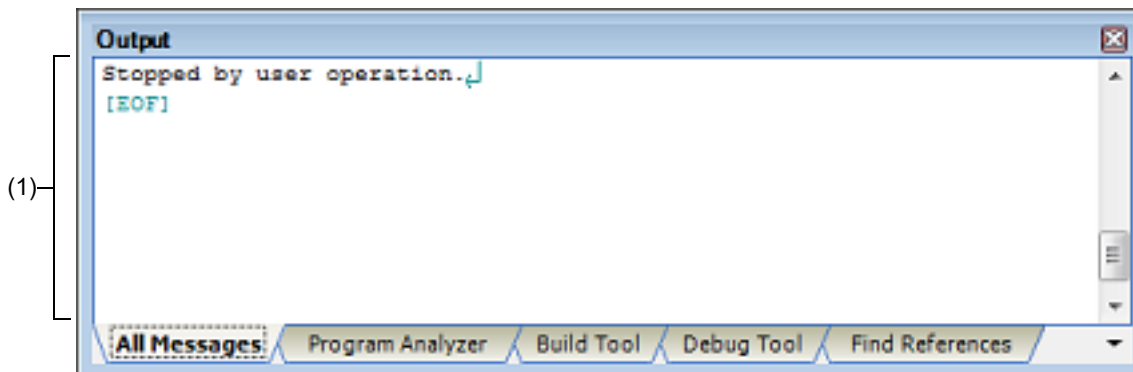 Output
Stopped by user operation.
[EOF]
(1)
All Messages Program Analyzer Build Tool Debug Tool Find References